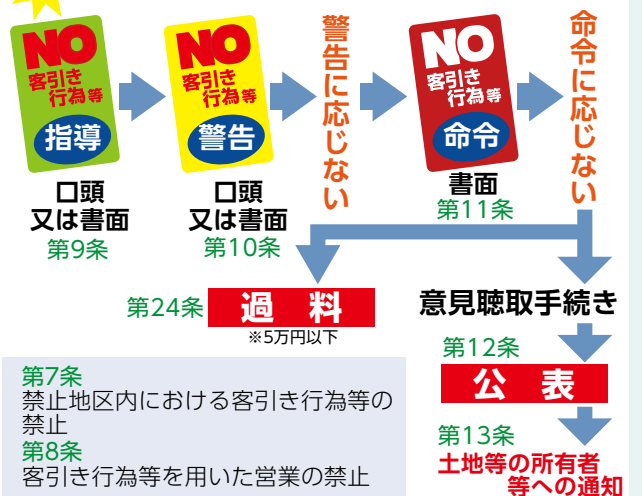 NO
客引き
行為等
指導
口頭
又は書面
第9条
NO
客引き
行為等
警告
口頭
又は書面
第10条
警告に応じない
NO
客引き
行為等
命令
書面
第11条
命令に応じない
第24条 過 料
※5万円以下
意見聴取手続き
第12条
公 表
第13条
土地等の所有者
等への通知
第7条
禁止地区内における客引き行為等の
禁止
第8条
客引き行為等を用いた営業の禁止